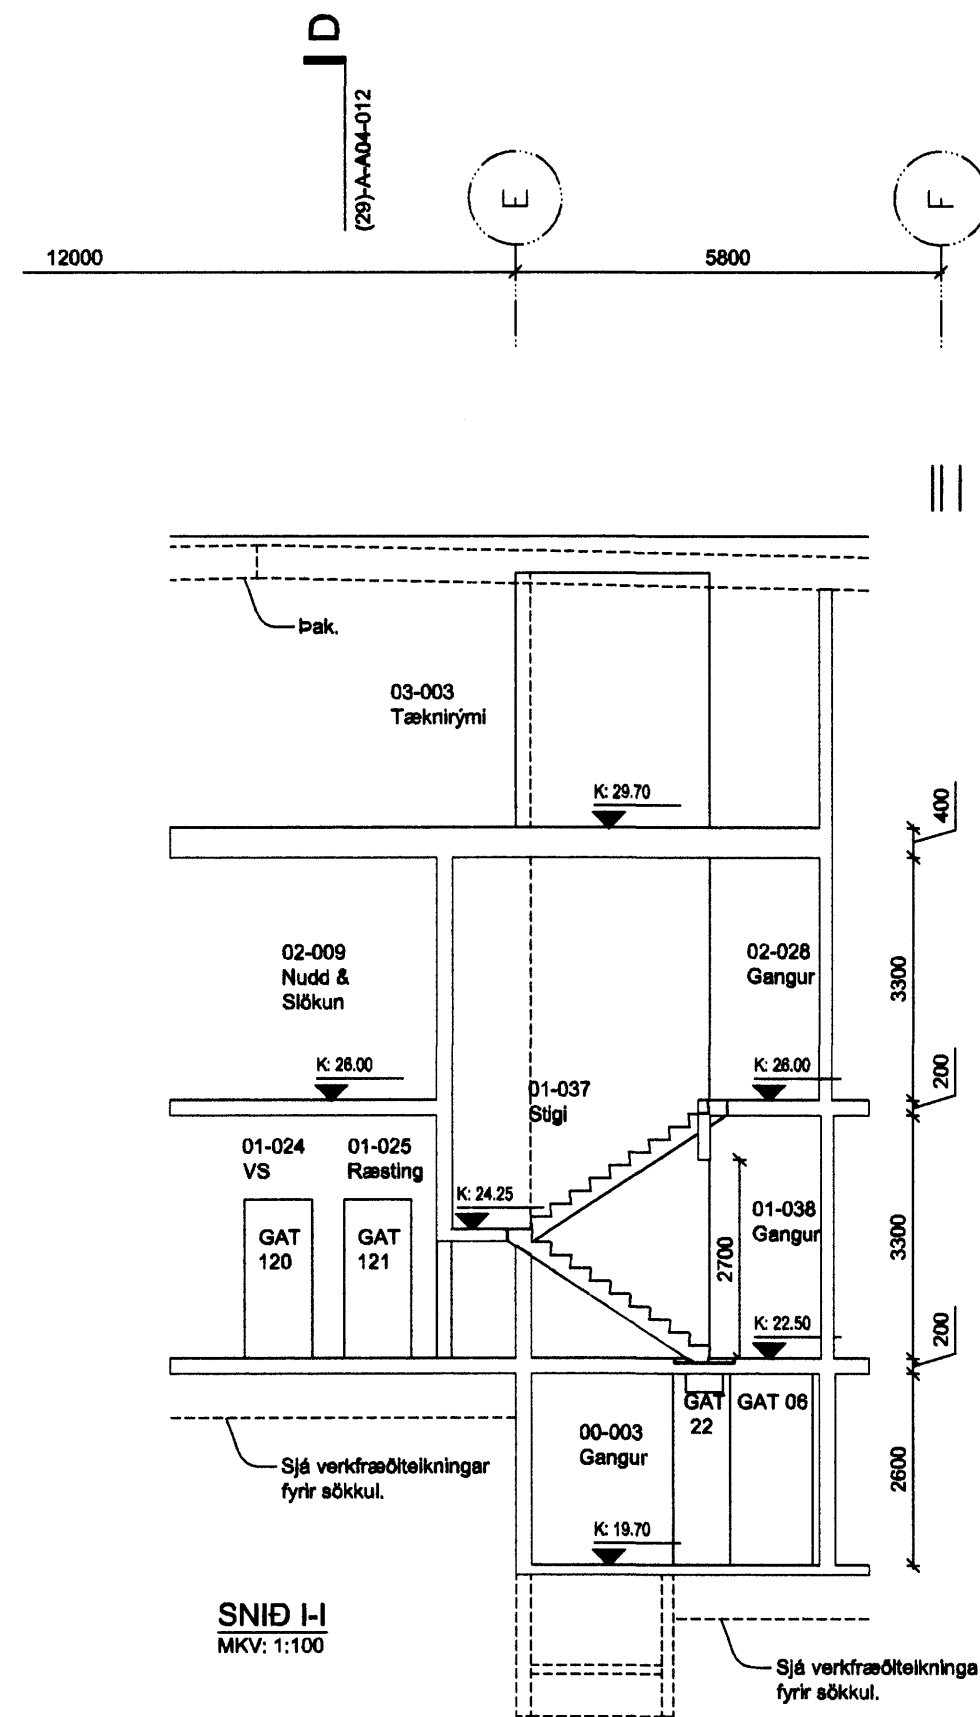 D
(29)-A-A04-012
E
F
12000
5800
Þak.
03-003
Tæknirými
K: 29.70
400
02-009
Nudd &
Slökun
02-028
Gangur
3300
K: 26.00
K: 26.00
200
01-037
Stigi
01-024
VS
01-025
Ræsting
K: 24.25
01-038
Gangur
GAT
120
GAT
121
2700
3300
K: 22.50
200
GAT
22
GAT 06
00-003
Gangur
2600
Sjá verkfræðiteikningar
fyrir sökkul.
K: 19.70
SNIÐ I-I
MKV: 1:100
Sjá verkfræðiteikninga
fyrir sökkul.